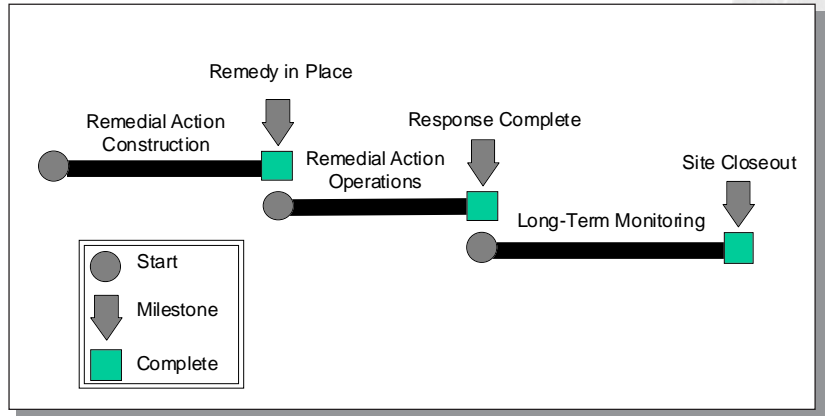 Remedy in Place
Remedial Action
Construction
Response Complete
Remedial Action
Operations
Site Closeout
Long-Term Monitoring
Start
Milestone
Complete